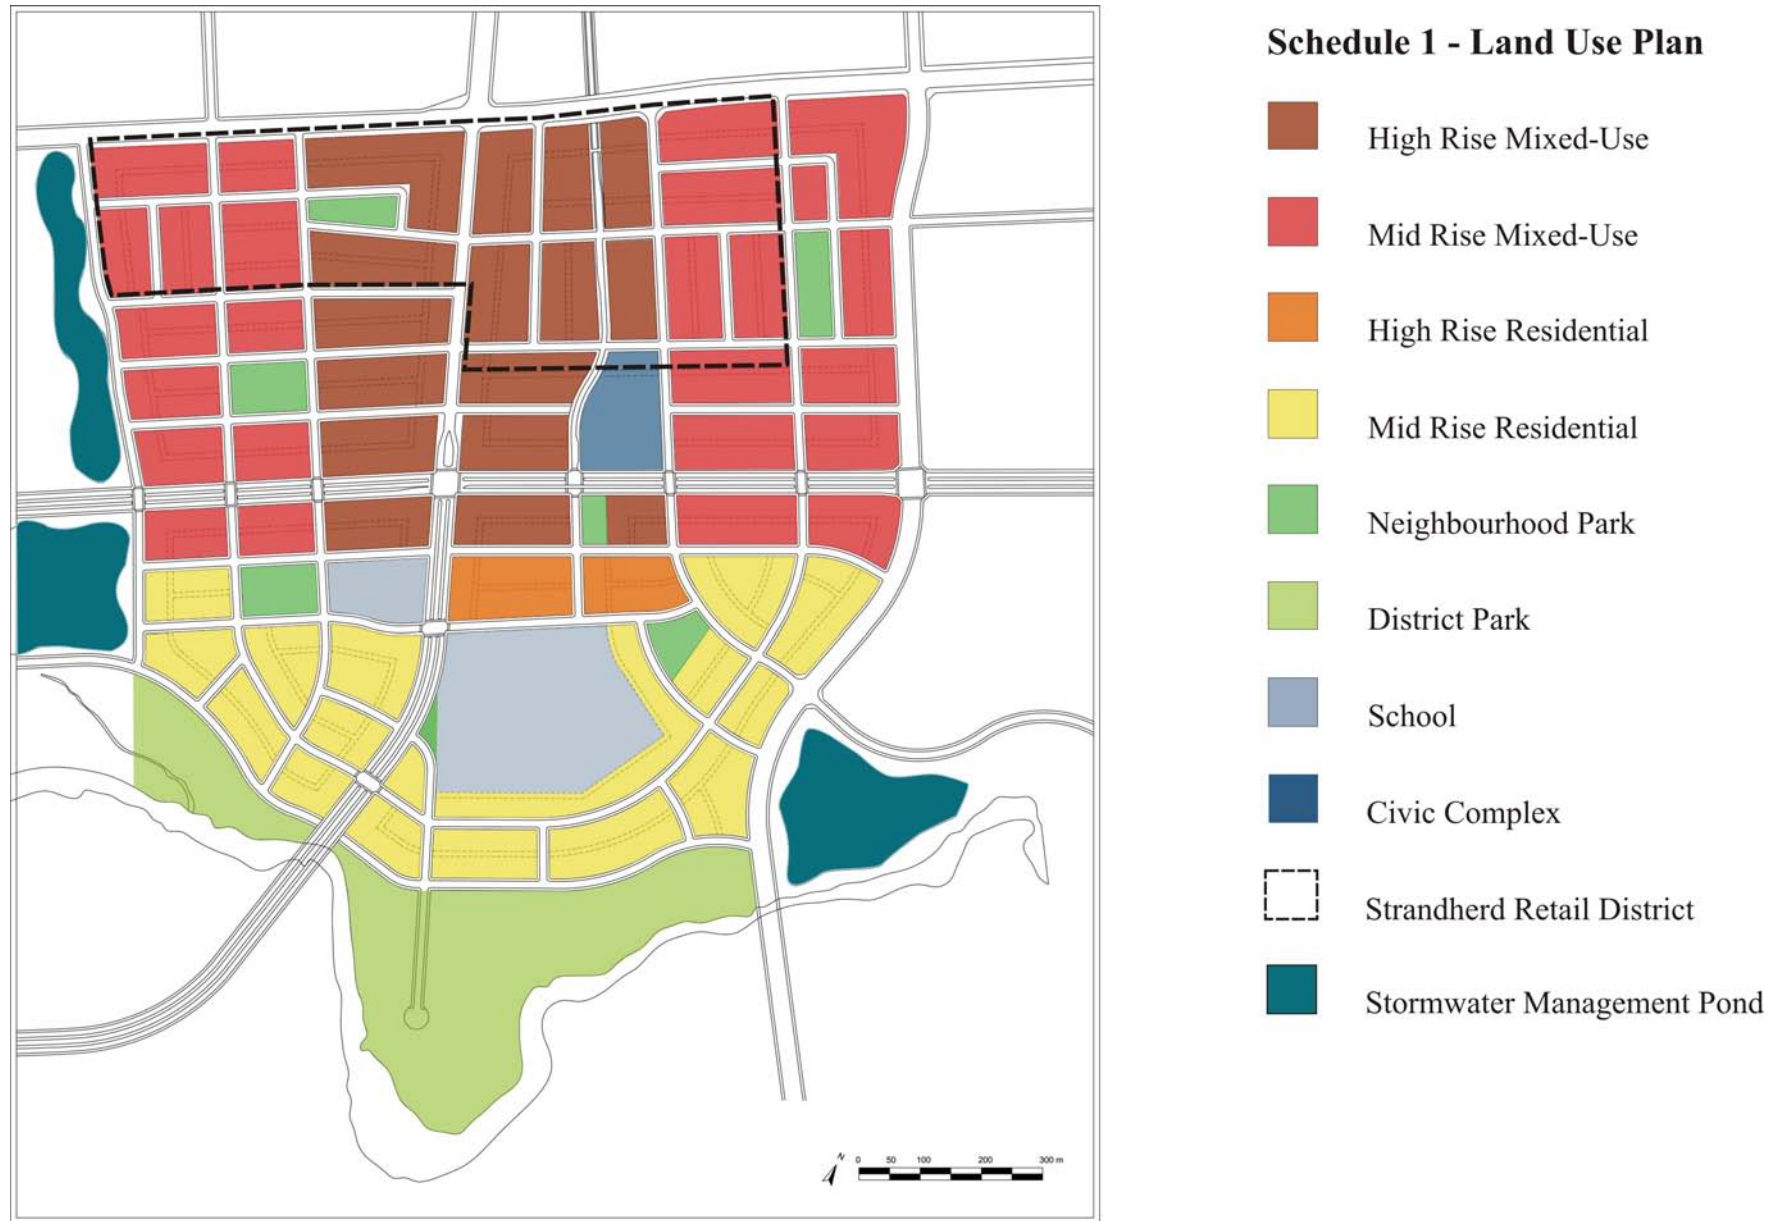 Schedule 1 - Land Use Plan
High Rise Mixed-Use
Mid Rise Mixed-Use
High Rise Residential
Mid Rise Residential
Neighbourhood Park
District Park
School
Civic Complex
Strandherd Retail District
Stormwater Management Pond
N 0 50 100 200 300 m